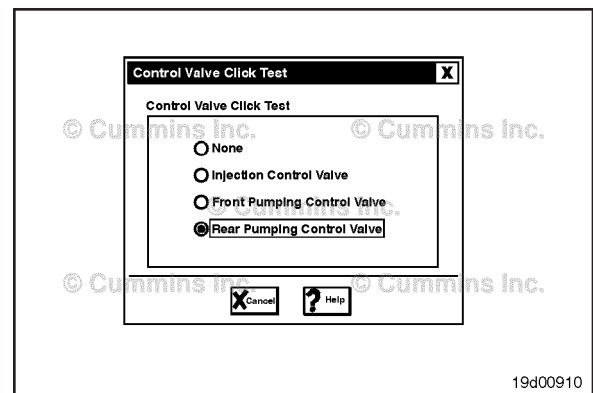 Control Valve Click Test X
Control Valve Click Test
© Cummins Inc. © Cummins Inc.
None
Injection Control Valve
Front Pumping Control Valve
© Cummins Inc.
Rear Pumping Control Valve
© Cummins Inc. © Cummins Inc.
X Cancel ? Help
19d00910